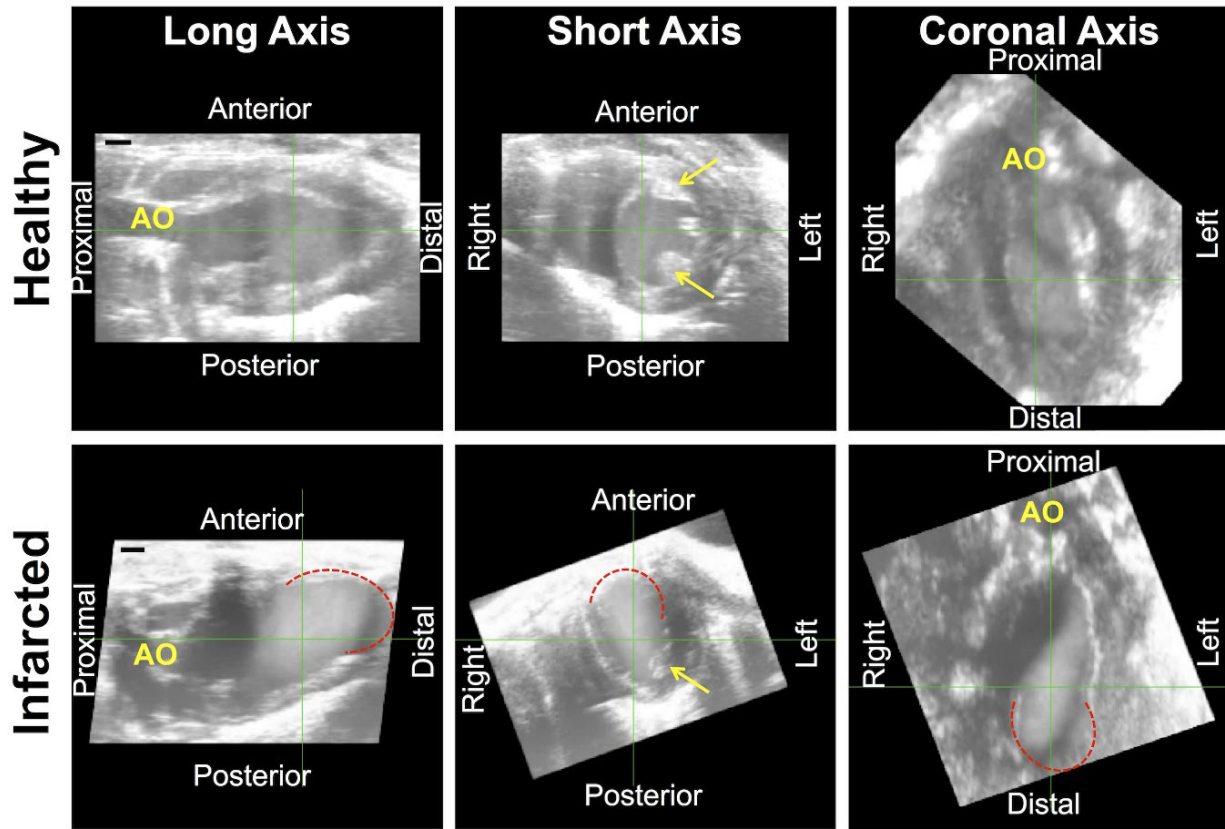 Long Axis
Short Axis
Coronal Axis
Healthy
Anterior
Proximal
AO
Distal
Posterior
Anterior
Right
Left
Posterior
Proximal
AO
Right
Left
Distal
Infarcted
Anterior
Proximal
AO
Distal
Posterior
Anterior
Right
Left
Posterior
Proximal
AO
Right
Left
Distal